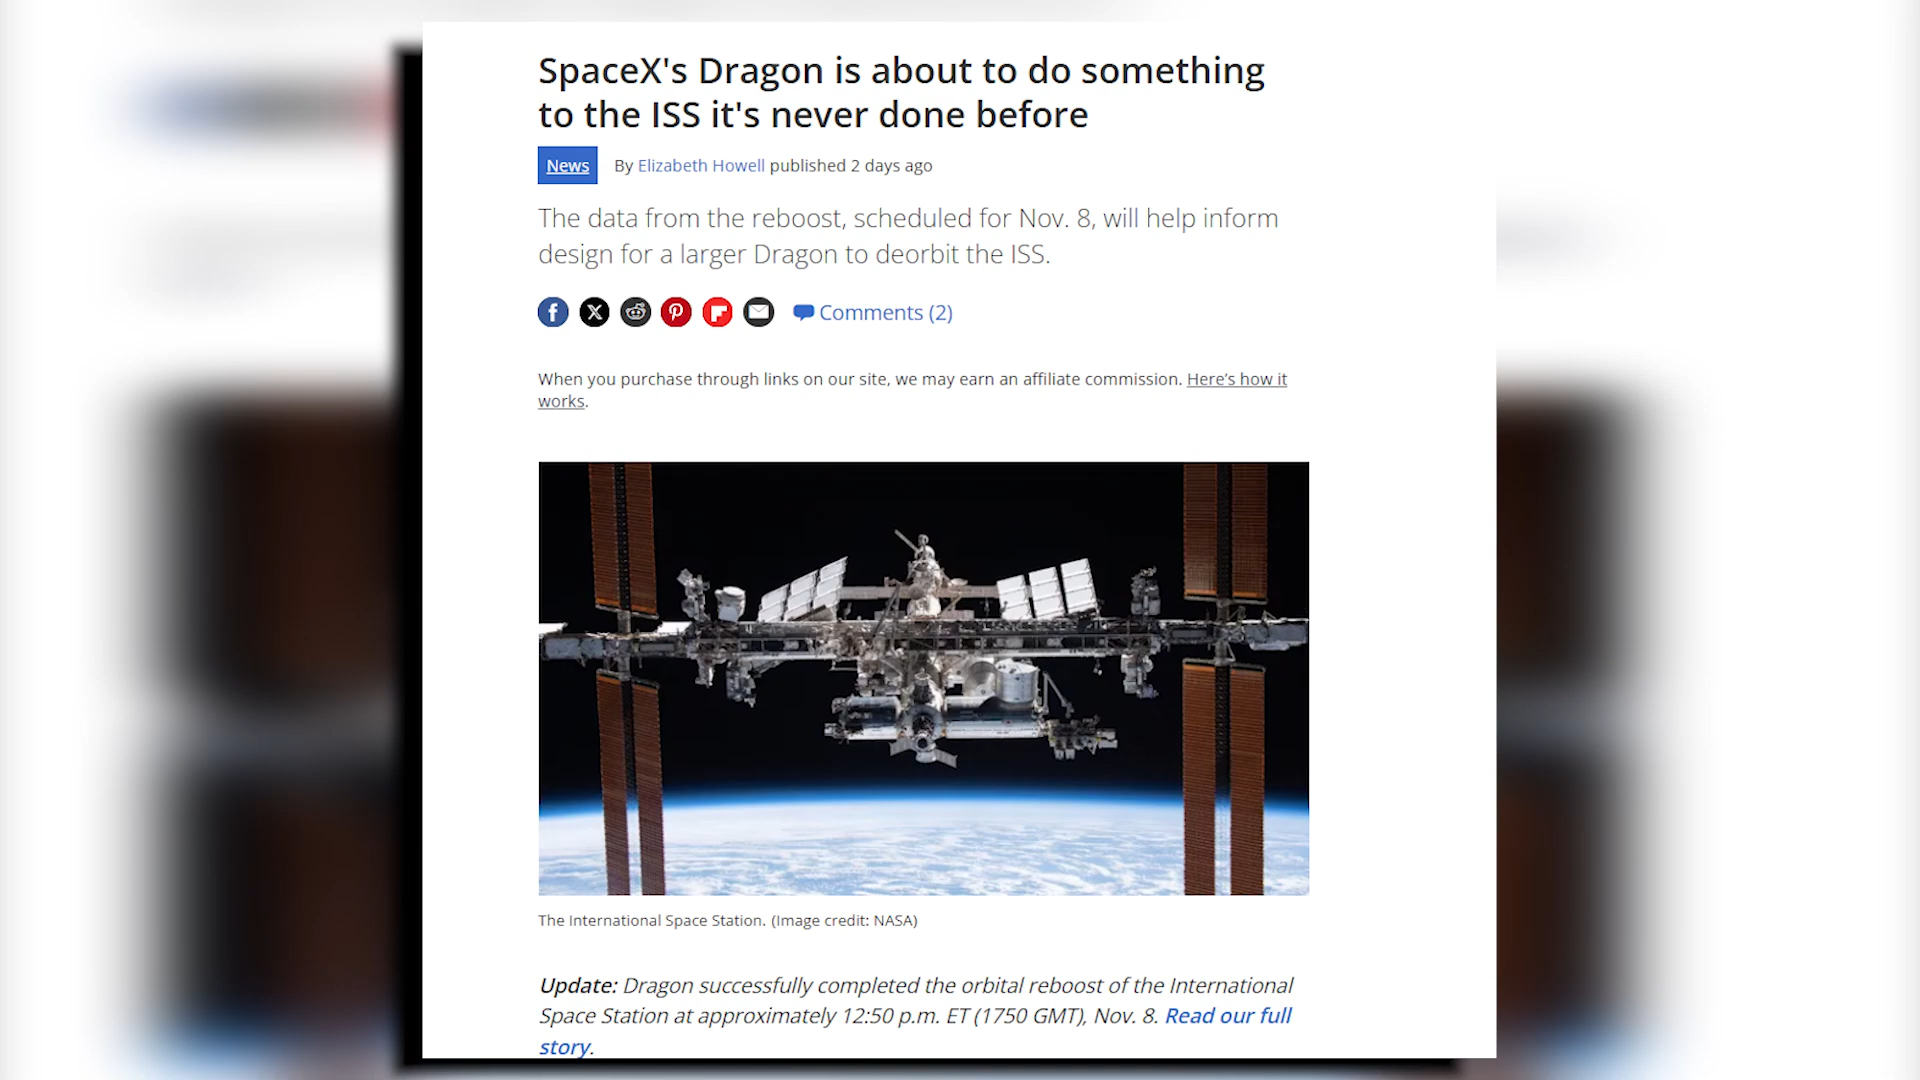 SpaceX's Dragon is about to do something
to the ISS it's never done before
News By Elizabeth Howell published 2 days ago
The data from the reboost, scheduled for Nov. 8, will help inform
design for a larger Dragon to deorbit the ISS.
Comments (2)
When you purchase through links on our site, we may earn an affiliate commission. Here’s how it
works.
The International Space Station. (Image credit: NASA)
Update: Dragon successfully completed the orbital reboost of the International
Space Station at approximately 12:50 p.m. ET (1750 GMT), Nov. 8. Read our full
story.